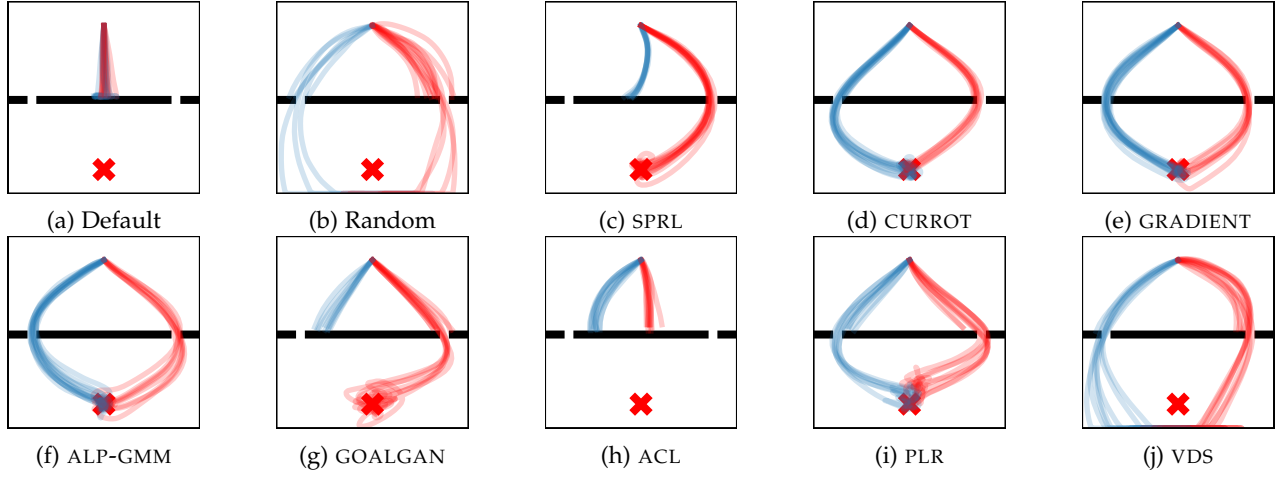 (a) Default (b) Random (c) SPRL (d) CURROT (e) GRADIENT
(f) ALP-GMM (g) GOALGAN (h) ACL (i) PLR (j) VDS